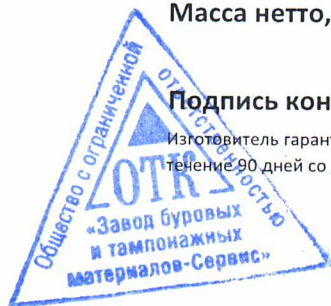 Масса нетто,
Подпись кон
Изготовитель гарант
течение 90 дней со
Общество с ограниченной
ответственностью
ОТК
«Завод буровых
и тампонажных
материалов-Сервис»